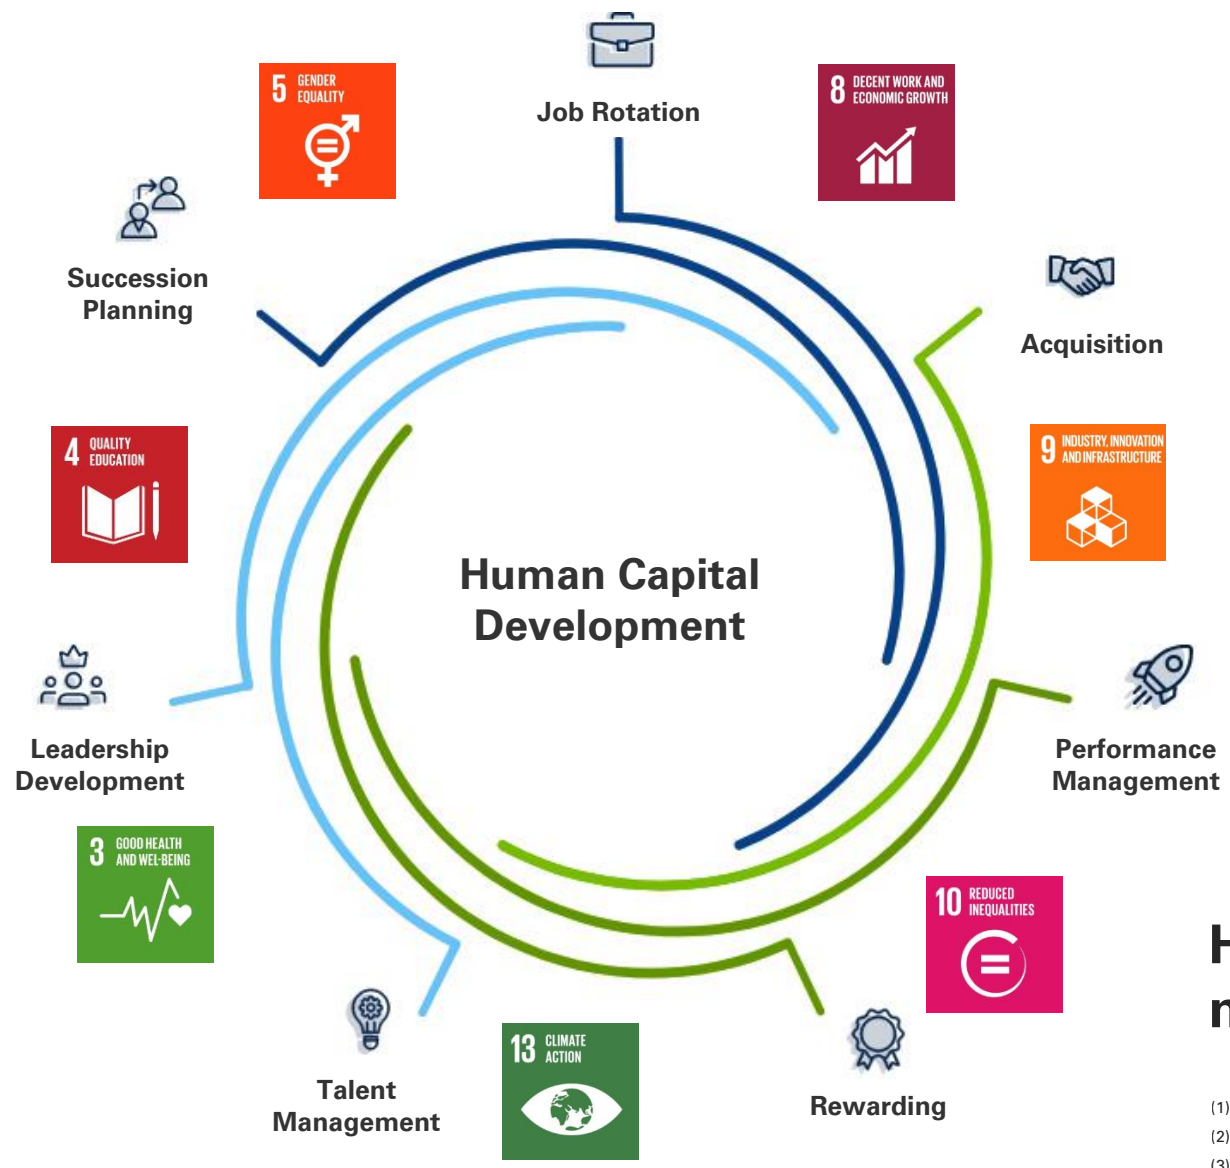 Job Rotation
5 GENDER
EQUALITY
8 DECENT WORK AND
ECONOMIC GROWTH
Succession
Planning
Acquisition
4 QUALITY
EDUCATION
9 INDUSTRY, INNOVATION
AND INFRASTRUCTURE
Human Capital
Development
Leadership
Development
Performance
Management
3 GOOD HEALTH
AND WEL-BEING
10 REDUCED
INEQUALITIES
13 CLIMATE
ACTION
Talent
Management
Rewarding
(1)
(2)
(3)